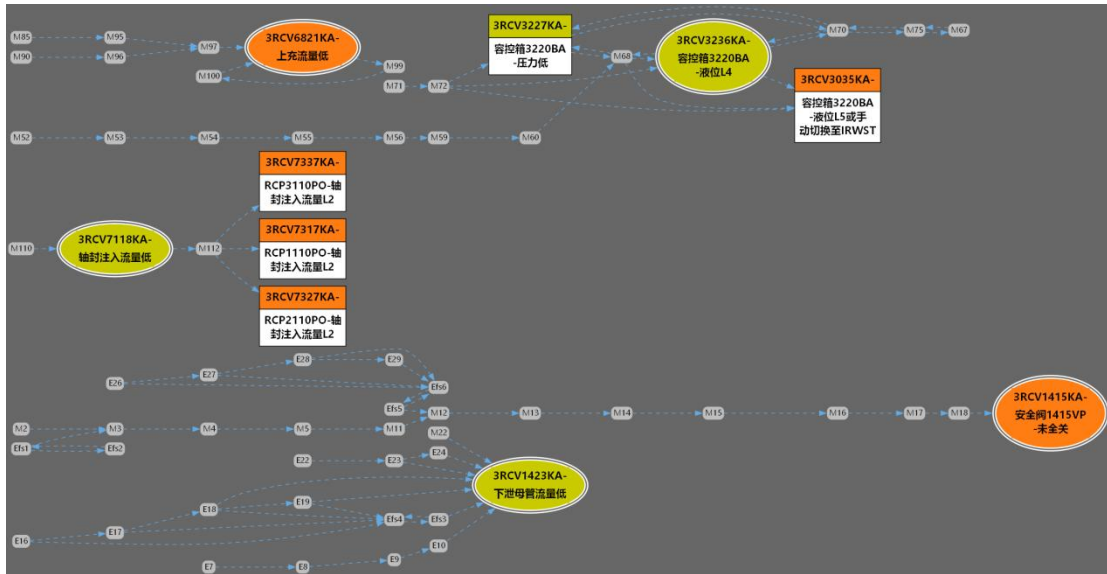 M85
M95
M90
M96
M97
M100
3RCV6821KA-
上充流量低
M99
M71
M72
3RCV3227KA-
容控箱3220BA
-压力低
M68
3RCV3236KA-
容控箱3220BA
-液位L4
M70
M75
M67
3RCV3035KA-
容控箱3220BA
-液位L5或手
动切换至IRWST
M52
M53
M54
M55
M56
M59
M60
M110
3RCV7118KA-
轴封注入流量低
M112
3RCV7337KA-
RCP3110PO-轴
封注入流量L2
3RCV7317KA-
RCP1110PO-轴
封注入流量L2
3RCV7327KA-
RCP2110PO-轴
封注入流量L2
E26
E27
E28
E29
Efs6
Efs5
M2
M3
M4
M5
M11
M12
M13
M14
M15
M16
M17
M18
3RCV1415KA-
安全阀1415VP
-未全关
Efs1
Efs2
M22
E22
E23
E24
3RCV1423KA-
下泄母管流量低
E16
E17
E18
E19
Efs4
Efs3
E7
E8
E9
E10